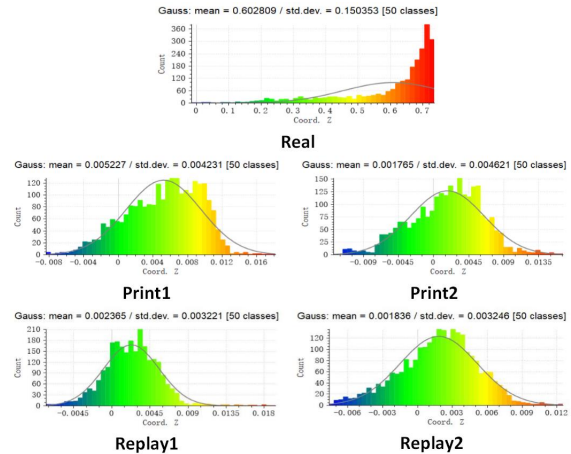 Gauss: mean = 0.602809 / std.dev. = 0.150353 [50 classes]
360
300
240
180
120
60
0
Count
0 0.1 0.2 0.3 0.4 0.5 0.6 0.7
Coord. Z
Real
Gauss: mean = 0.005227 / std.dev. = 0.004231 [50 classes]
120
100
80
60
40
20
0
Count
-0.008 -0.004 0 0.004 0.008 0.012 0.016
Coord. Z
Print1
Gauss: mean = 0.001765 / std.dev. = 0.004621 [50 classes]
150
125
100
75
50
25
0
Count
-0.009 -0.0045 0 0.0045 0.009 0.0135
Coord. Z
Print2
Gauss: mean = 0.002365 / std.dev. = 0.003221 [50 classes]
210
180
150
120
90
60
30
0
Count
-0.0045 0 0.0045 0.009 0.0135 0.018
Coord. Z
Replay1
Gauss: mean = 0.001836 / std.dev. = 0.003246 [50 classes]
120
100
80
60
40
20
0
Count
-0.006 -0.003 0 0.003 0.006 0.009 0.012
Coord. Z
Replay2